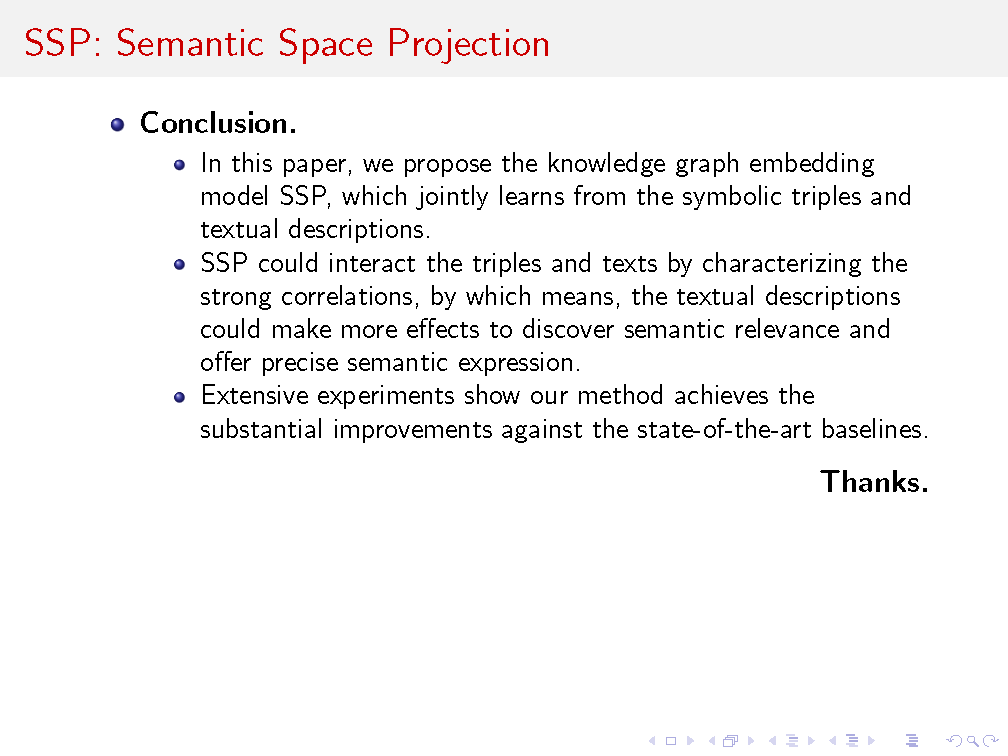 SSP: Semantic Space Projection
Conclusion.
In this paper, we propose the knowledge graph embedding
model SSP, which jointly learns from the symbolic triples and
textual descriptions.
SSP could interact the triples and texts by characterizing the
strong correlations, by which means, the textual descriptions
could make more effects to discover semantic relevance and
offer precise semantic expression.
Extensive experiments show our method achieves the
substantial improvements against the state-of-the-art baselines.
Thanks.